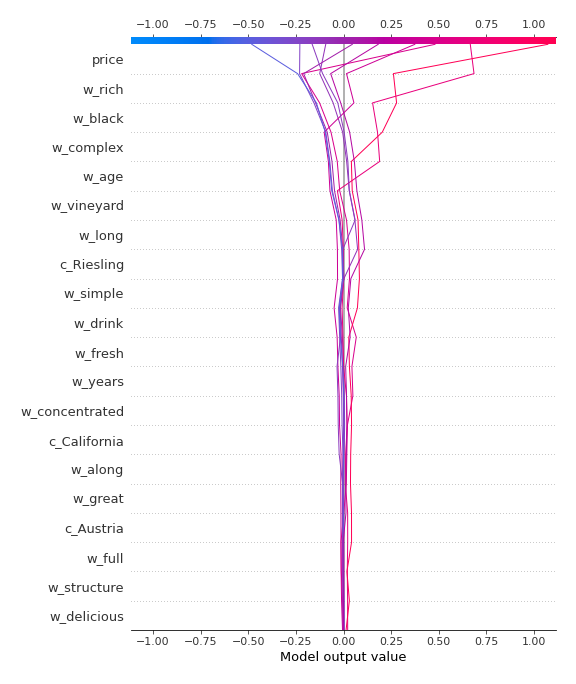 −1.00 −0.75 −0.50 −0.25 0.00 0.25 0.50 0.75 1.00
price
w_rich
w_black
w_complex
w_age
w_vineyard
w_long
c_Riesling
w_simple
w_drink
w_fresh
w_years
w_concentrated
c_California
w_along
w_great
c_Austria
w_full
w_structure
w_delicious
−1.00 −0.75 −0.50 −0.25 0.00 0.25 0.50 0.75 1.00
Model output value